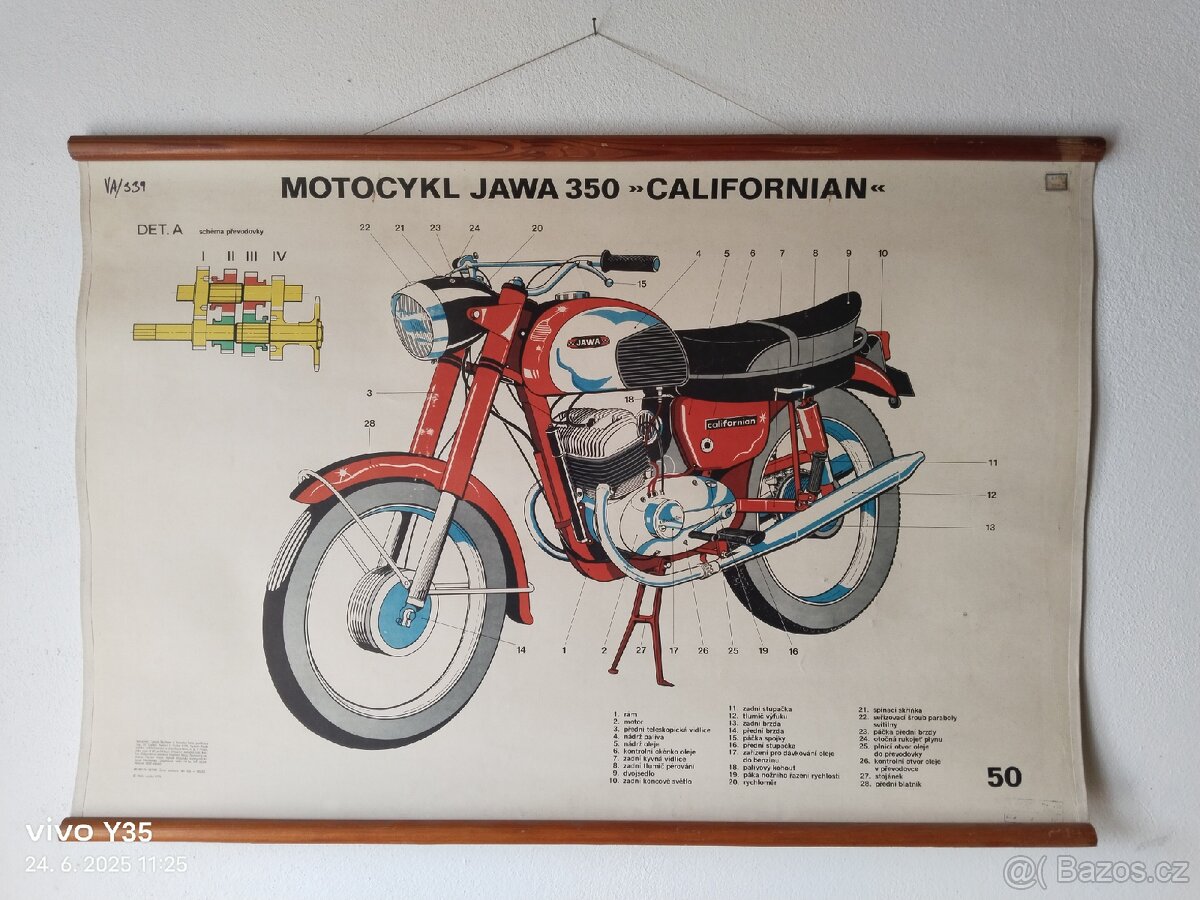 VA/339
MOTOCYKL JAWA 350 »CALIFORNIAN«
DET. A schéma převodovky
I II III IV
22 21 23 24 20
15
4 5 6 7 8 9 10
JAWA
3
18
californian
28
11
12
13
14 1 2 27 17 26 25 19 16
1. rám
2. motor
3. přední teleskopická vidlice
4. nádrž paliva
5. nádrž oleje
6. kontrolní okénko oleje
7. zadní kyvná vidlice
8. zadní tlumič pérování
9. dvojsedlo
10. zadní koncové světlo
11. zadní stupačka
12. tlumič výfuku
13. zadní brzda
14. přední brzda
15. páčka spojky
16. přední stupačka
17. zařízení pro dávkování oleje
do benzínu
18. palivový kohout
19. páka nožního řazení rychlostí
20. rychloměr
21. spínací skříňka
22. seřizovací šroub paraboly
svítilny
23. páčka přední brzdy
24. otočná rukojeť plynu
25. plnicí otvor oleje
do převodovky
26. kontrolní otvor oleje
v převodovce
27. stojánek
28. přední blatník
50
vivo Y35
24. 6. 2025 11:25
@( Bazos.cz